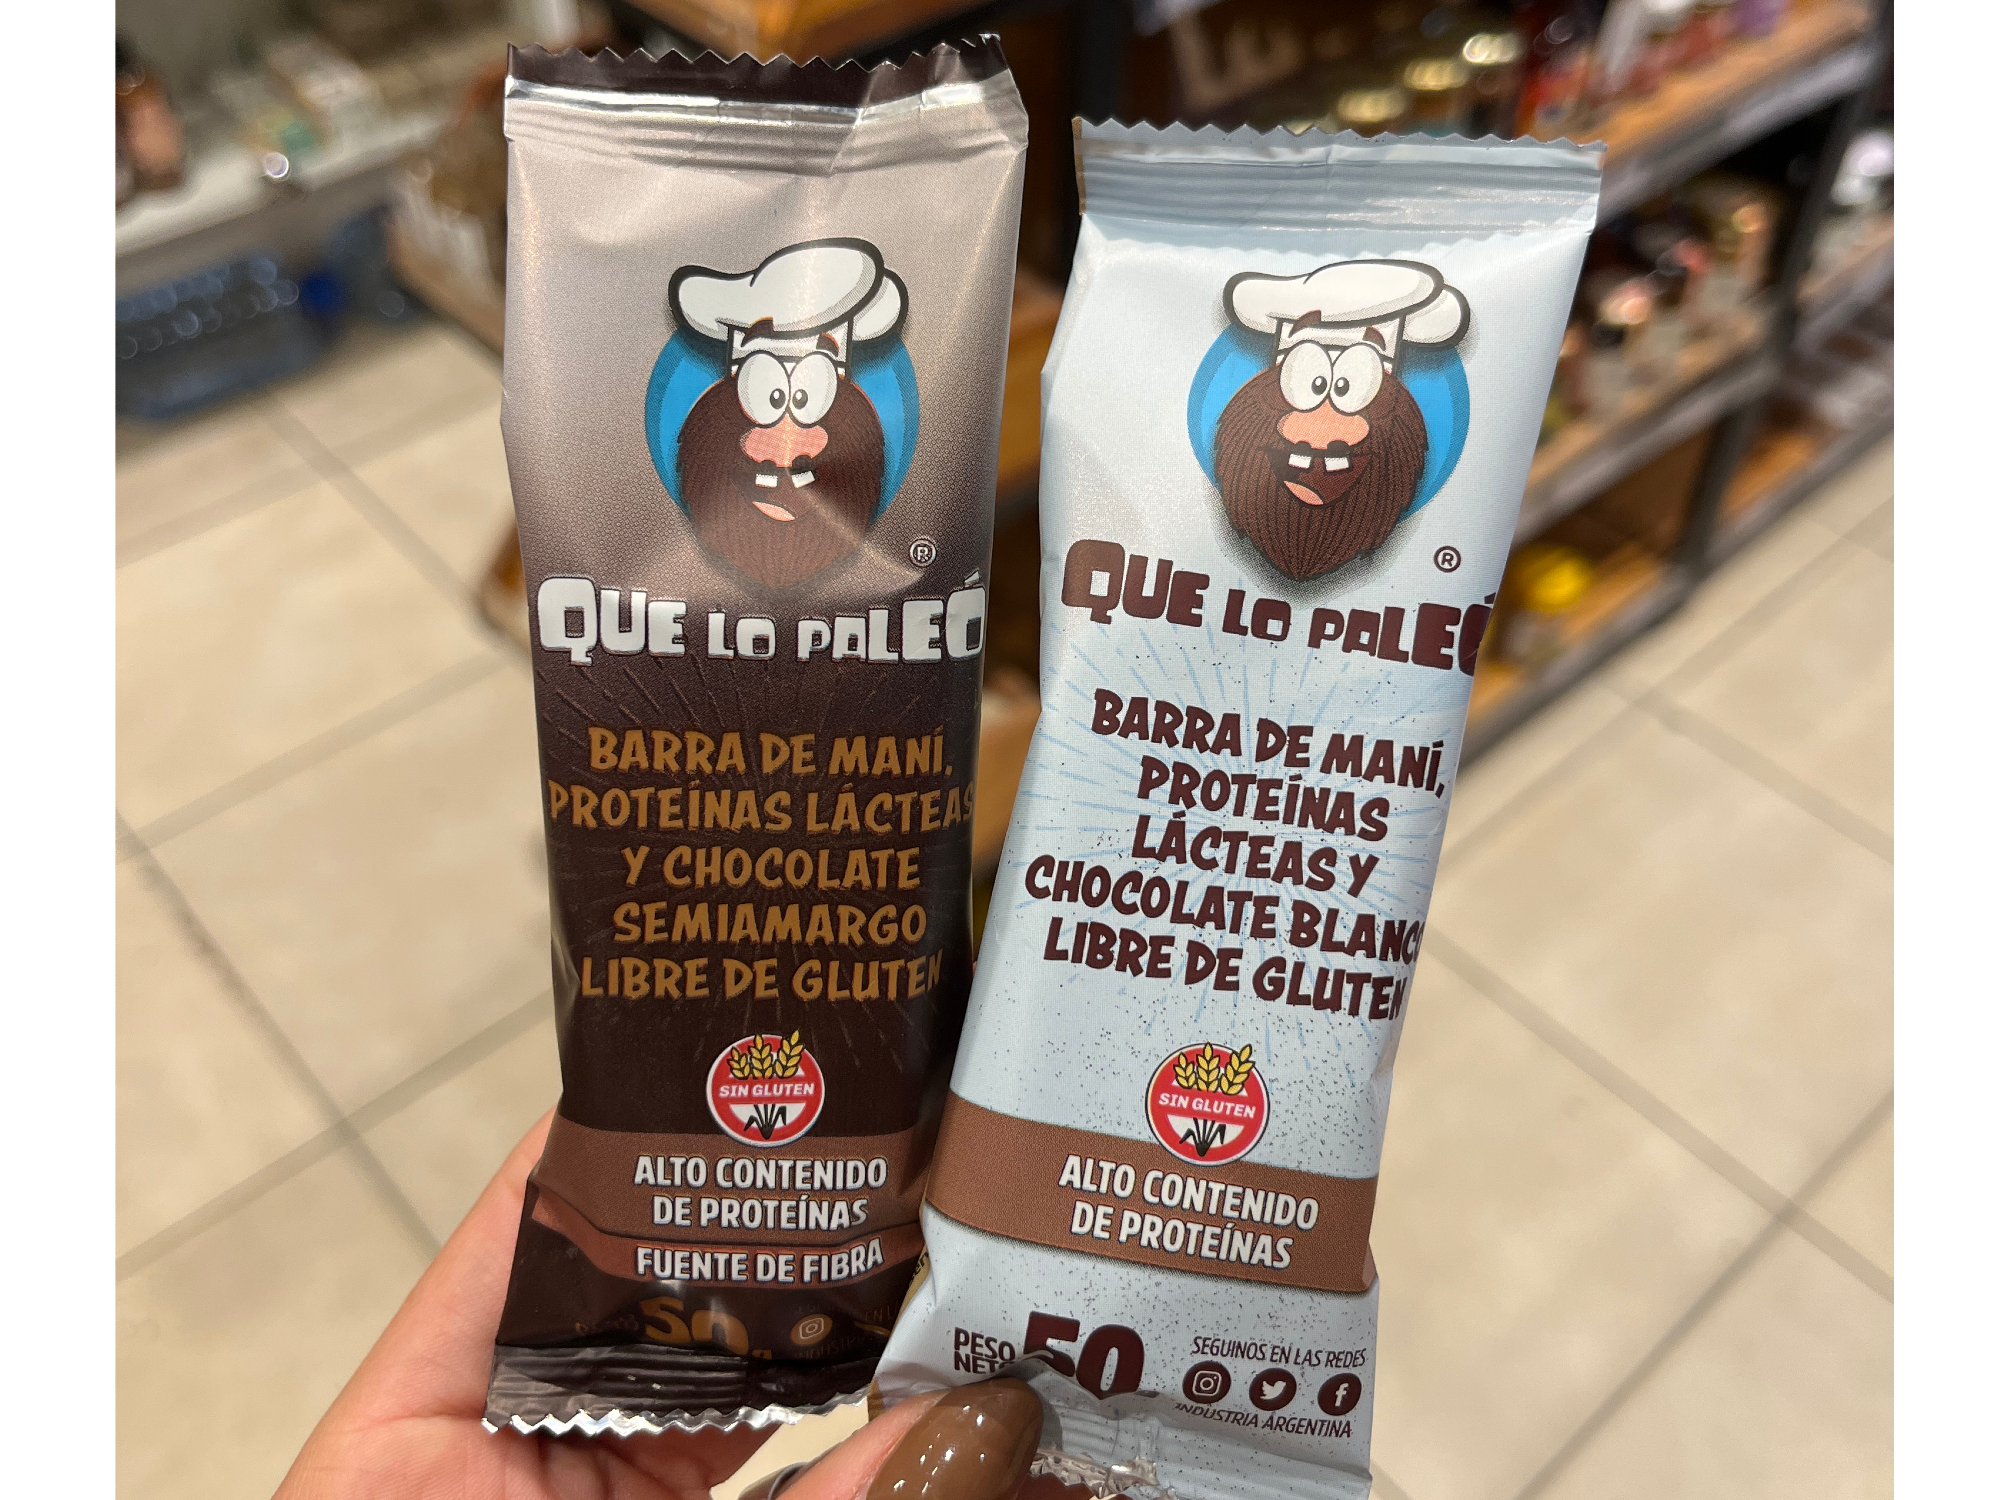 ®
QUE LO PALEÓ
BARRA DE MANÍ,
PROTEÍNAS LÁCTEAS
Y CHOCOLATE
SEMIAMARGO
LIBRE DE GLUTEN
SIN GLUTEN
ALTO CONTENIDO
DE PROTEÍNAS
FUENTE DE FIBRA
50
®
QUE LO PALEÓ
BARRA DE MANÍ,
PROTEÍNAS
LÁCTEAS Y
CHOCOLATE BLANCO
LIBRE DE GLUTEN
SIN GLUTEN
ALTO CONTENIDO
DE PROTEÍNAS
PESO
NETO
50
SEGUINOS EN LAS REDES
INDUSTRIA ARGENTINA